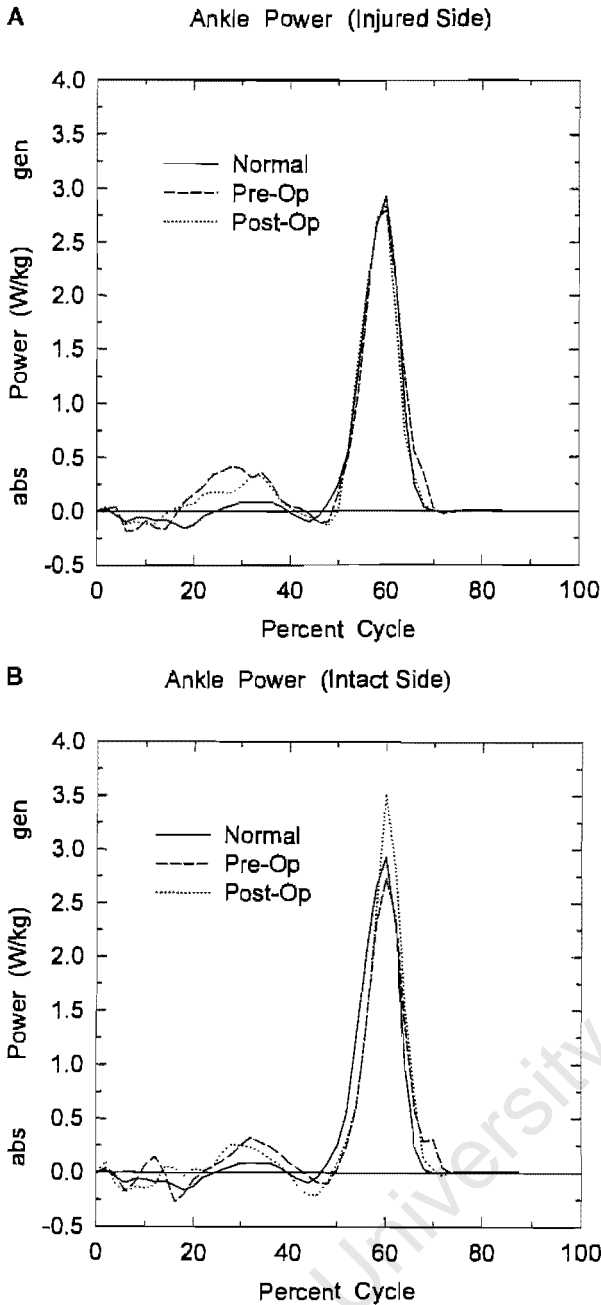 A
Ankle Power (Injured Side)
4.0
3.5
3.0
2.5
2.0
1.5
1.0
0.5
0.0
-0.5
abs Power (W/kg) gen
Normal
Pre-Op
Post-Op
0 20 40 60 80 100
Percent Cycle
B
Ankle Power (Intact Side)
4.0
3.5
3.0
2.5
2.0
1.5
1.0
0.5
0.0
-0.5
abs Power (W/kg) gen
Normal
Pre-Op
Post-Op
0 20 40 60 80 100
Percent Cycle
University